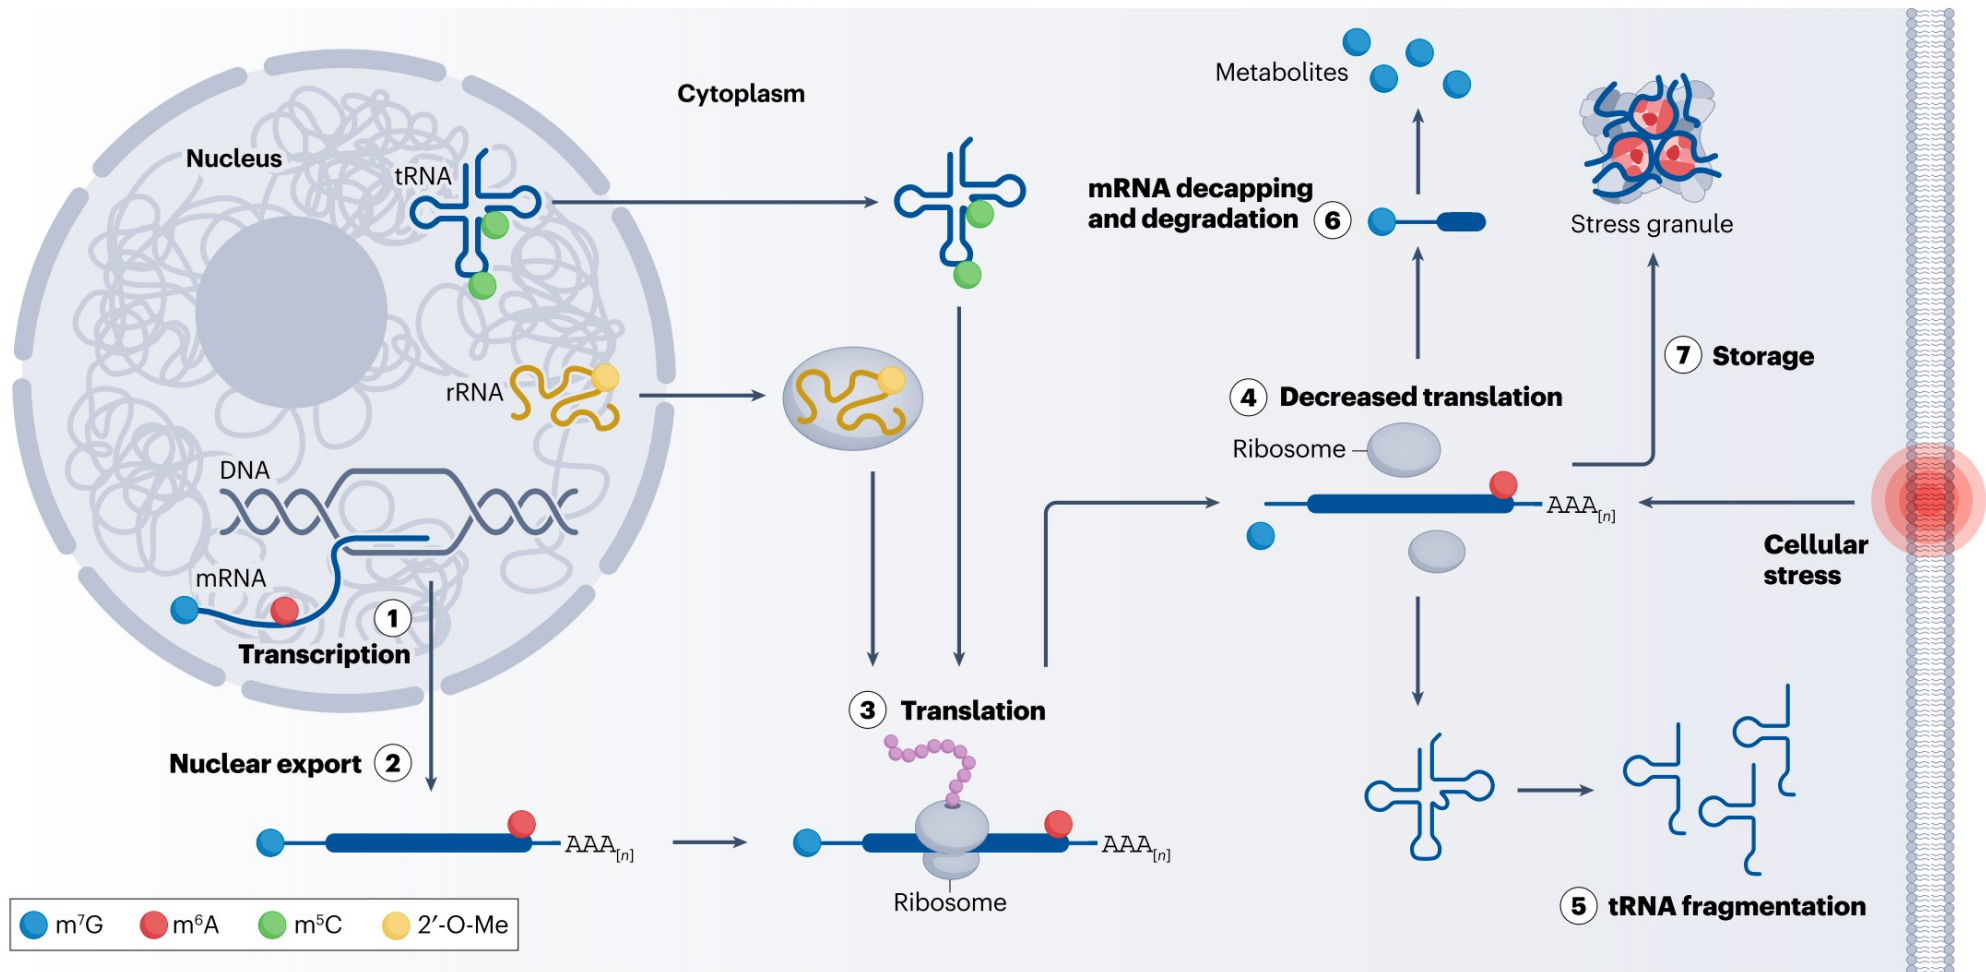 Nucleus
tRNA
Cytoplasm
rRNA
DNA
mRNA
1
Transcription
Nuclear export 2
AAA[n]
3 Translation
AAA[n]
Ribosome
Metabolites
mRNA decapping
and degradation 6
Stress granule
7 Storage
4 Decreased translation
Ribosome
AAA[n]
Cellular
stress
5 tRNA fragmentation
m⁷G m⁶A m⁵C 2′-O-Me